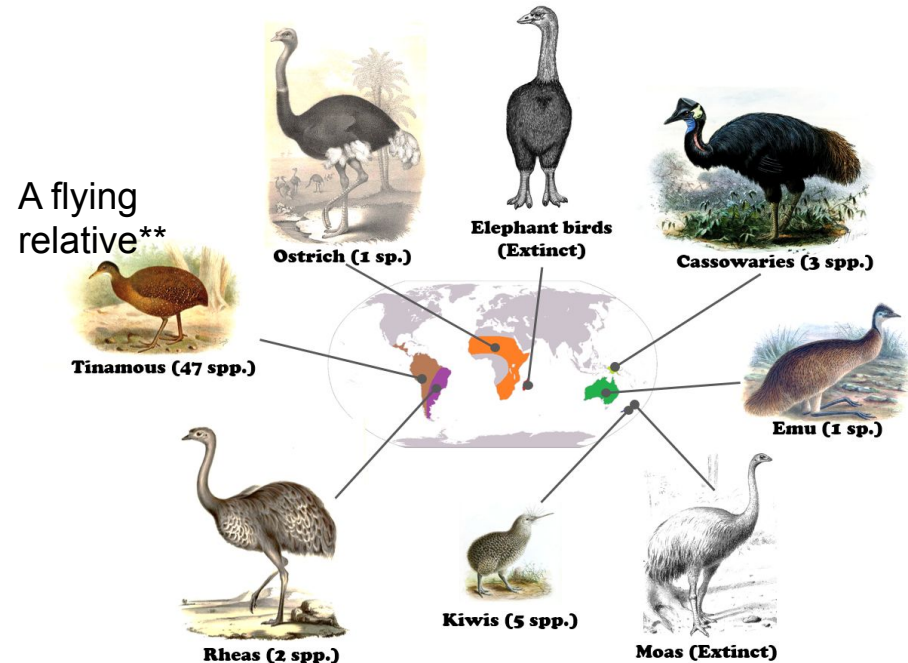 A flying
relative**
Ostrich (1 sp.)
Elephant birds
(Extinct)
Cassowaries (3 spp.)
Tinamous (47 spp.)
Emu (1 sp.)
Rheas (2 spp.)
Kiwis (5 spp.)
Moas (Extinct)